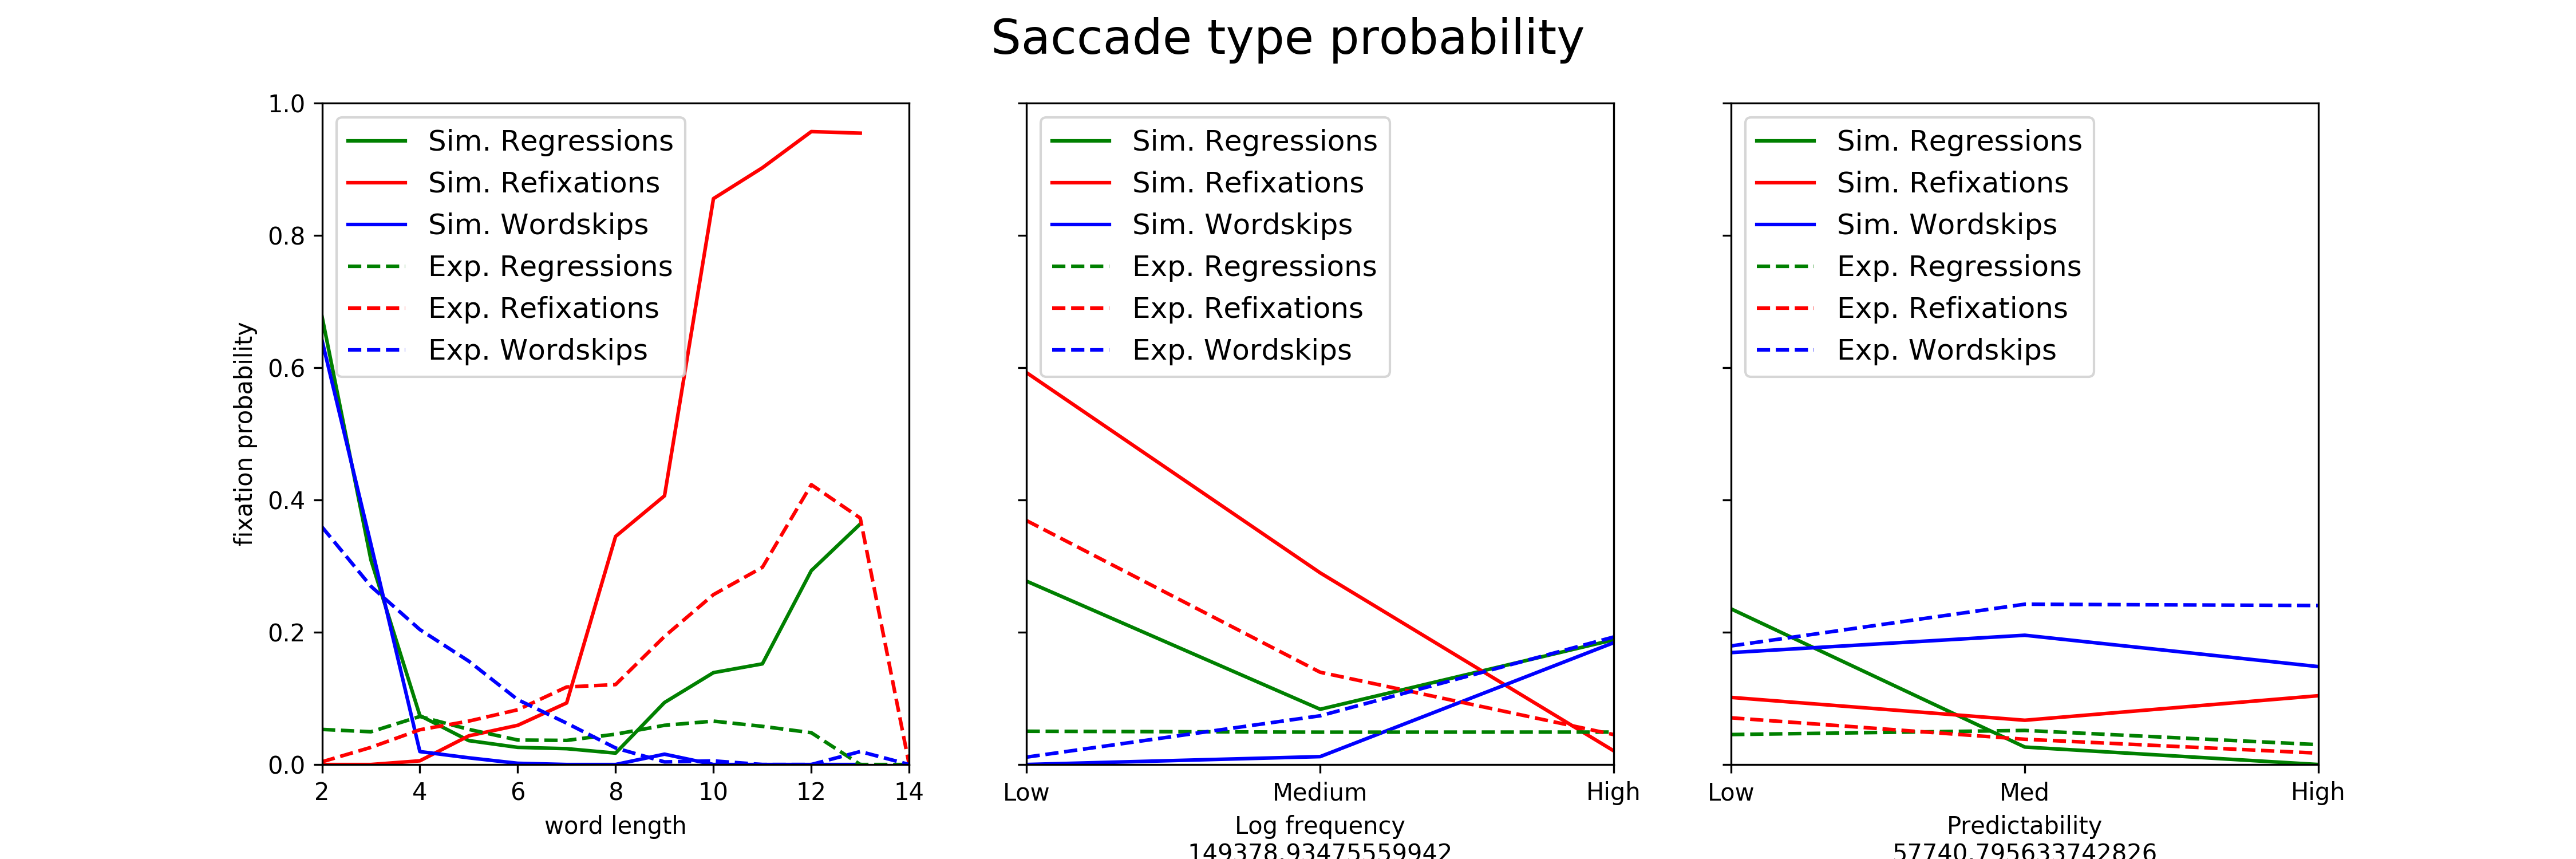 Saccade type probability
fixation probability
1.0
0.8
0.6
0.4
0.2
0.0
Sim. Regressions
Sim. Refixations
Sim. Wordskips
Exp. Regressions
Exp. Refixations
Exp. Wordskips
2 4 6 8 10 12 14
word length
Sim. Regressions
Sim. Refixations
Sim. Wordskips
Exp. Regressions
Exp. Refixations
Exp. Wordskips
Low Medium High
Log frequency
149378.93475559942
Sim. Regressions
Sim. Refixations
Sim. Wordskips
Exp. Regressions
Exp. Refixations
Exp. Wordskips
Low Med High
Predictability
57740.795633742826